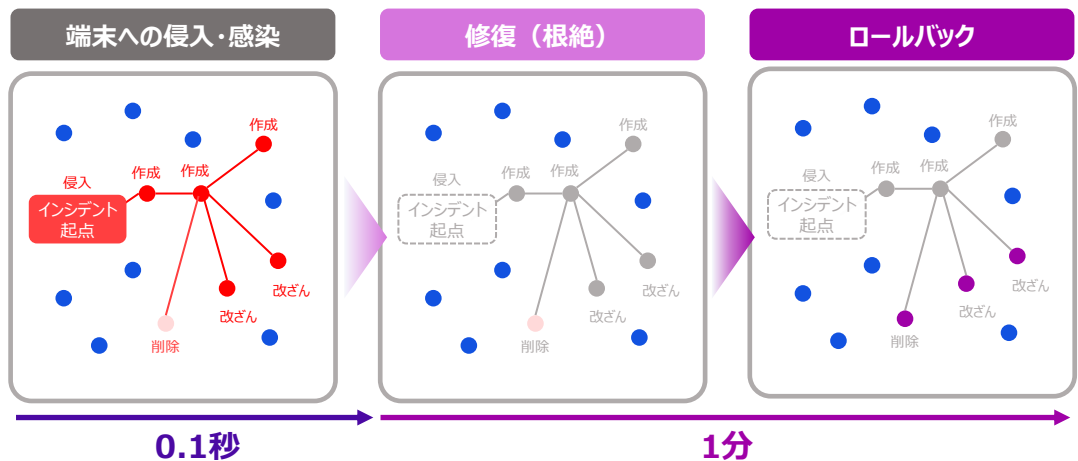 端末への侵入・感染
修復（根絶）
ロールバック
作成
作成
作成
侵入
インシデント
起点
改ざん
改ざん
削除
作成
作成
作成
侵入
インシデント
起点
改ざん
改ざん
削除
作成
作成
作成
侵入
インシデント
起点
改ざん
改ざん
削除
0.1秒
1分